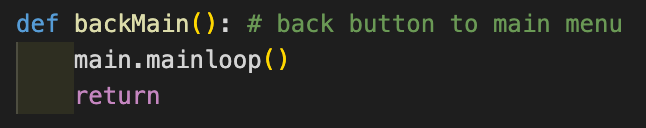 def backMain(): # back button to main menu
    main.mainloop()
    return